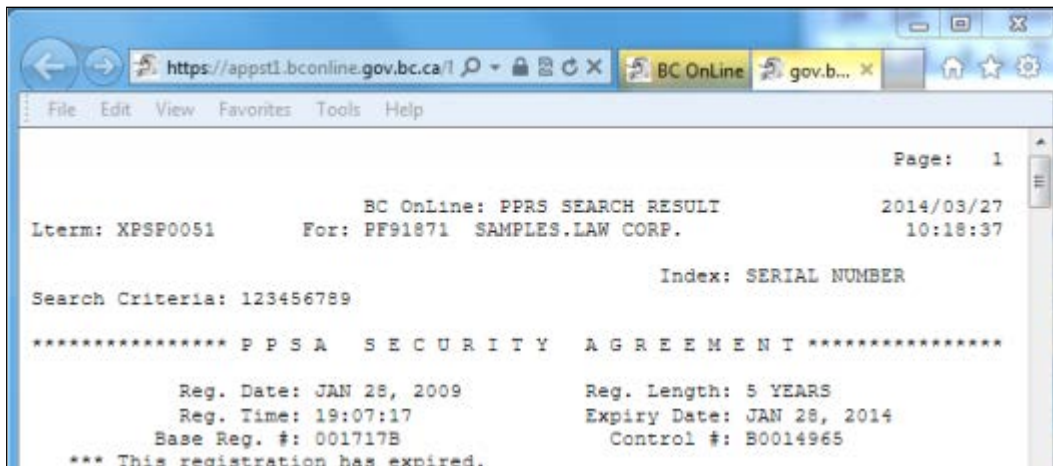 https://appst1.bconline.gov.bc.ca/1
BC OnLine
gov.b...
File Edit View Favorites Tools Help
Page: 1
BC OnLine: PPRS SEARCH RESULT 2014/03/27
Lterm: XPSP0051 For: PF91871 SAMPLES.LAW CORP. 10:18:37
Index: SERIAL NUMBER
Search Criteria: 123456789
**************** P P S A S E C U R I T Y A G R E E M E N T ****************
Reg. Date: JAN 28, 2009 Reg. Length: 5 YEARS
Reg. Time: 19:07:17 Expiry Date: JAN 28, 2014
Base Reg. #: 001717B Control #: B0014965
*** This registration has expired.